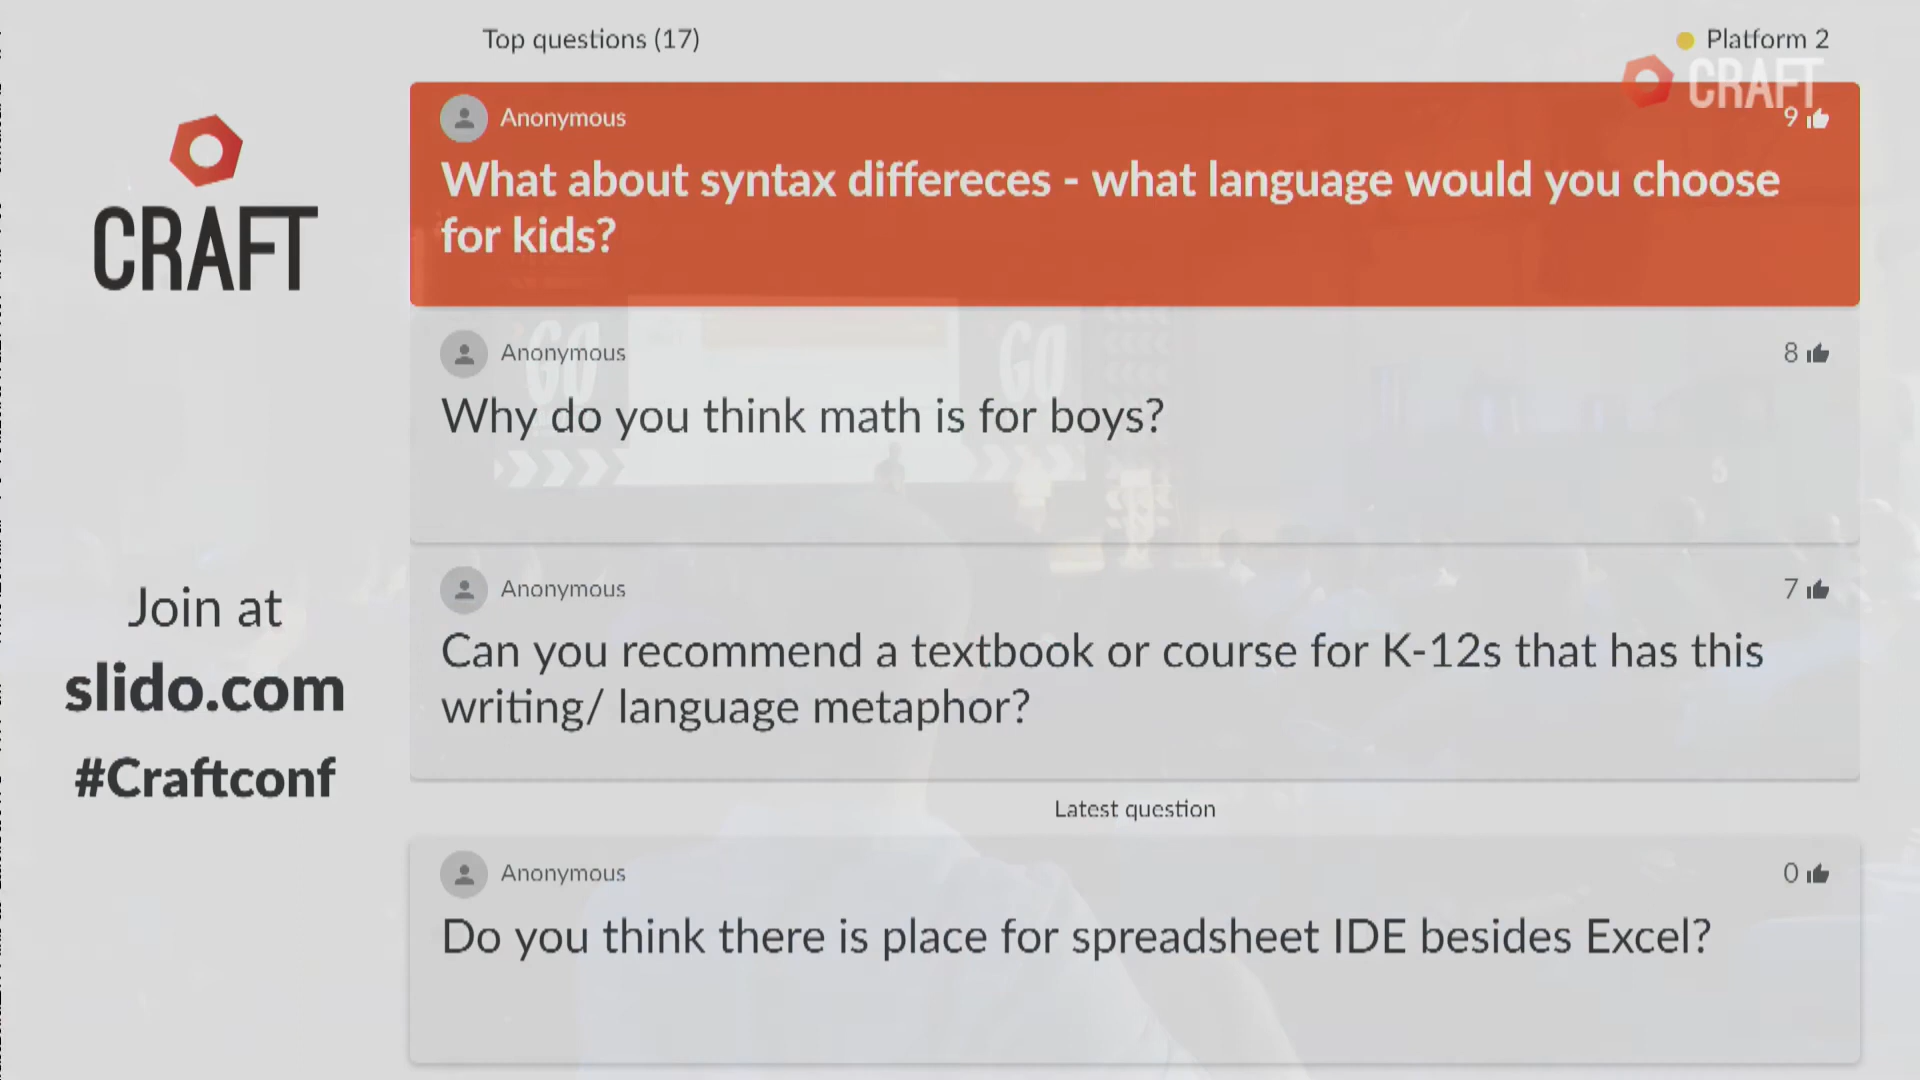 Top questions (17)
Platform 2
CRAFT
Anonymous
9
What about syntax differeces - what language would you choose
for kids?
CRAFT
GO
GO
Anonymous
8
Why do you think math is for boys?
Anonymous
7
Can you recommend a textbook or course for K-12s that has this
writing/ language metaphor?
Join at
slido.com
#Craftconf
Latest question
Anonymous
0
Do you think there is place for spreadsheet IDE besides Excel?